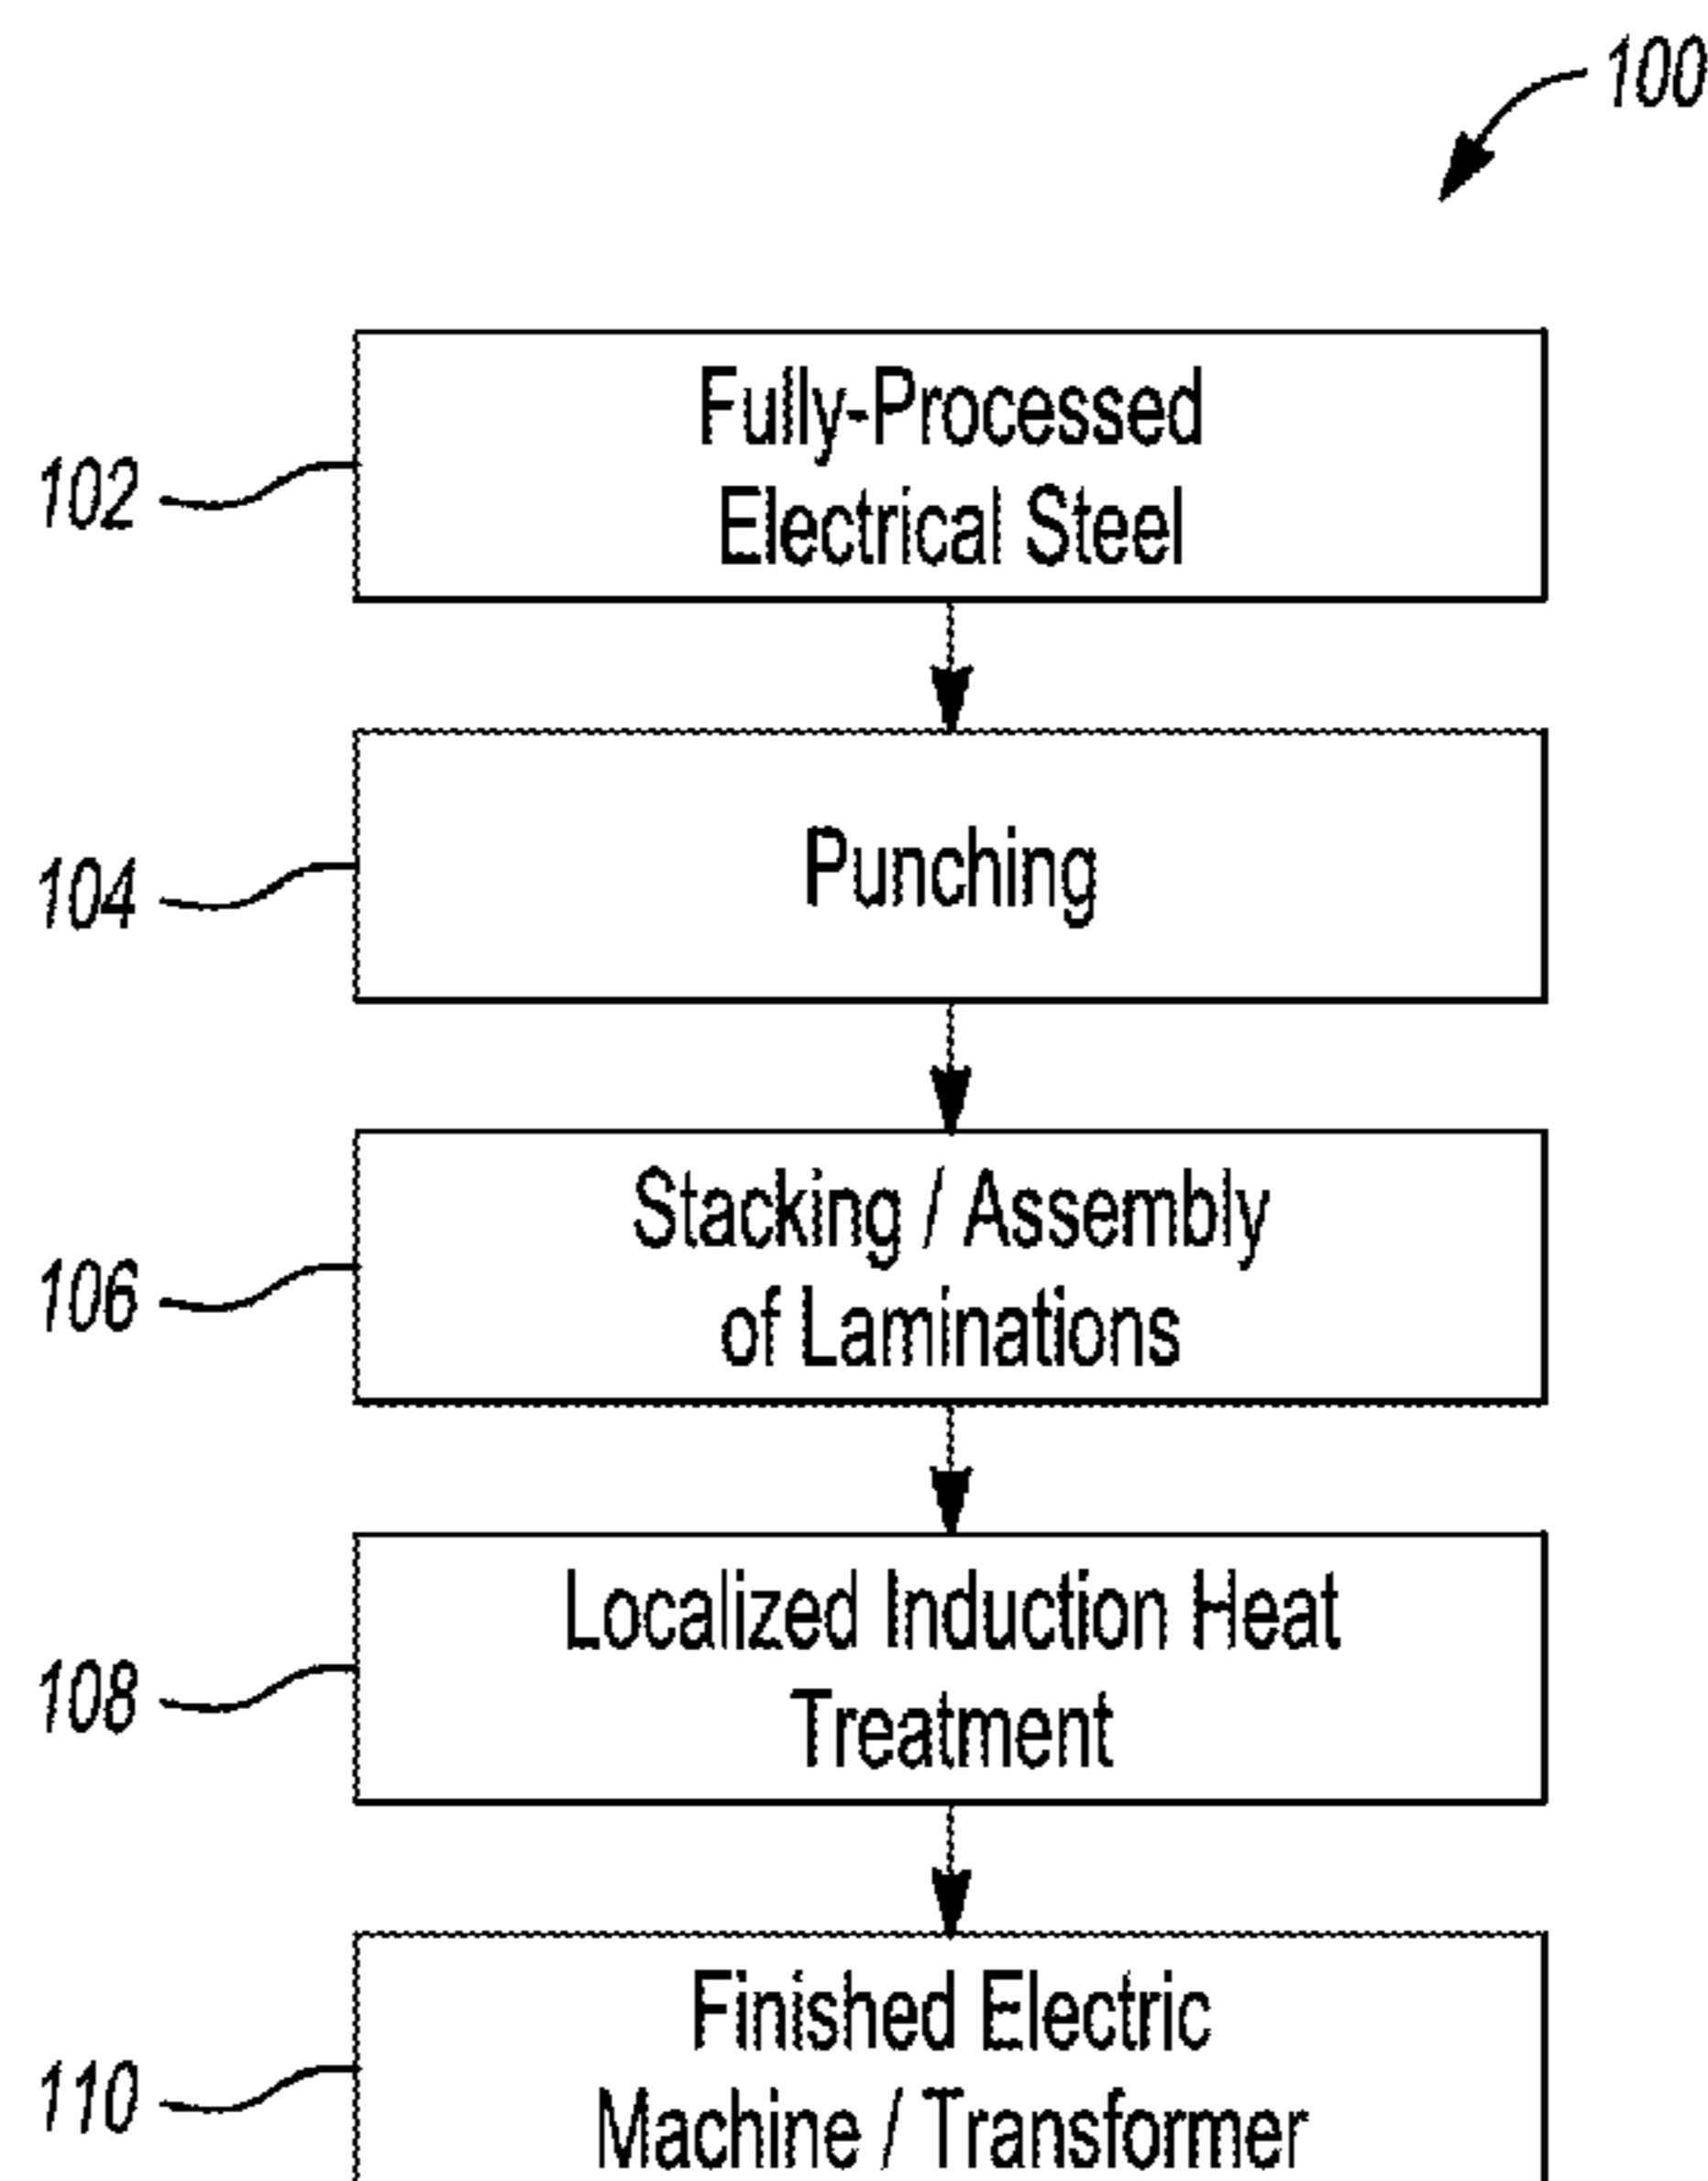 100
102
Fully-Processed
Electrical Steel
104
Punching
106
Stacking / Assembly
of Laminations
108
Localized Induction Heat
Treatment
110
Finished Electric
Machine / Transformer